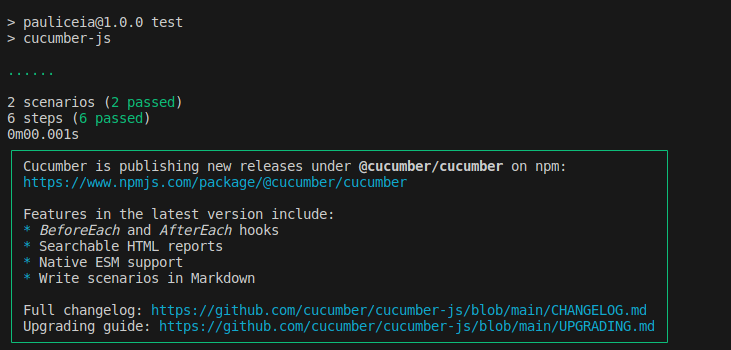 > pauliceia@1.0.0 test
> cucumber-js
......
2 scenarios (2 passed)
6 steps (6 passed)
0m00.001s
Cucumber is publishing new releases under @cucumber/cucumber on npm:
https://www.npmjs.com/package/@cucumber/cucumber
Features in the latest version include:
* BeforeEach and AfterEach hooks
* Searchable HTML reports
* Native ESM support
* Write scenarios in Markdown
Full changelog: https://github.com/cucumber/cucumber-js/blob/main/CHANGELOG.md
Upgrading guide: https://github.com/cucumber/cucumber-js/blob/main/UPGRADING.md